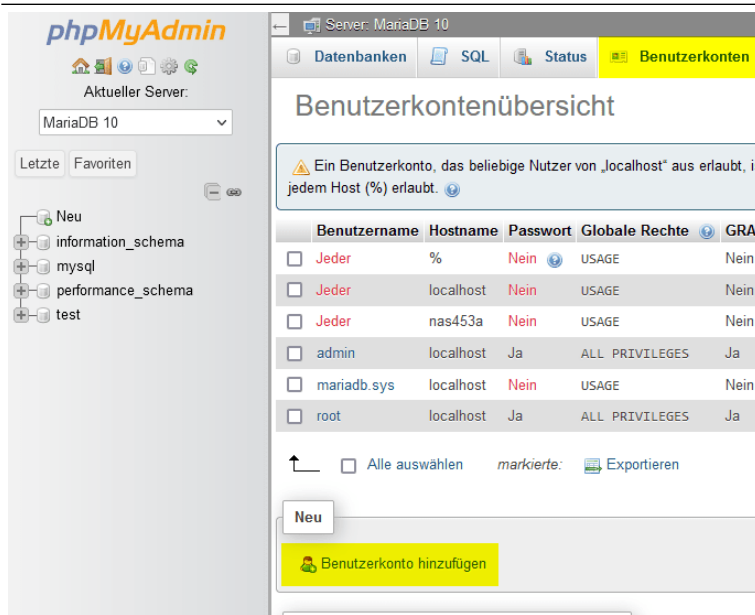 phpMyAdmin
Aktueller Server:
MariaDB 10
Letzte Favoriten
Neu
information_schema
mysql
performance_schema
test
Server: MariaDB 10
Datenbanken SQL Status Benutzerkonten
Benutzerkontenübersicht
Ein Benutzerkonto, das beliebige Nutzer von „localhost“ aus erlaubt, i
jedem Host (%) erlaubt.
Benutzername Hostname Passwort Globale Rechte GRA
Jeder % Nein USAGE Nein
Jeder localhost Nein USAGE Nein
Jeder nas453a Nein USAGE Nein
admin localhost Ja ALL PRIVILEGES Ja
mariadb.sys localhost Nein USAGE Nein
root localhost Ja ALL PRIVILEGES Ja
Alle auswählen markierte: Exportieren
Neu
Benutzerkonto hinzufügen